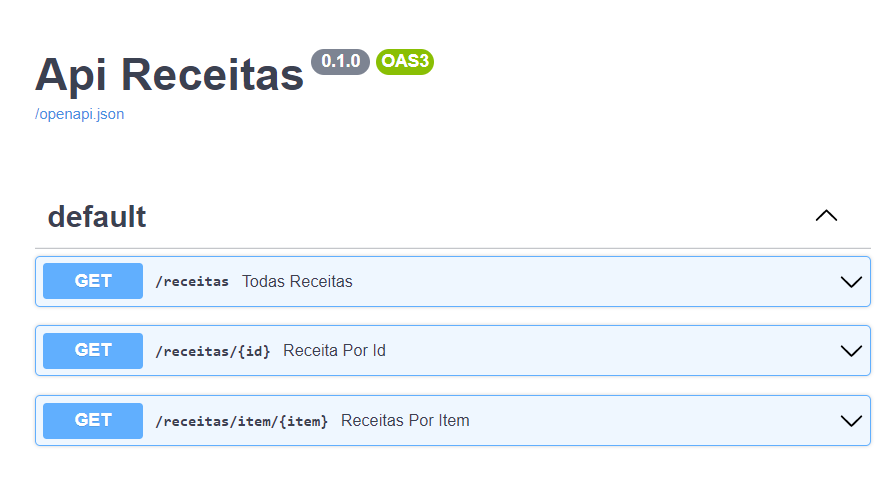 Api Receitas 0.1.0 OAS3
/openapi.json
default
GET /receitas Todas Receitas
GET /receitas/{id} Receita Por Id
GET /receitas/item/{item} Receitas Por Item